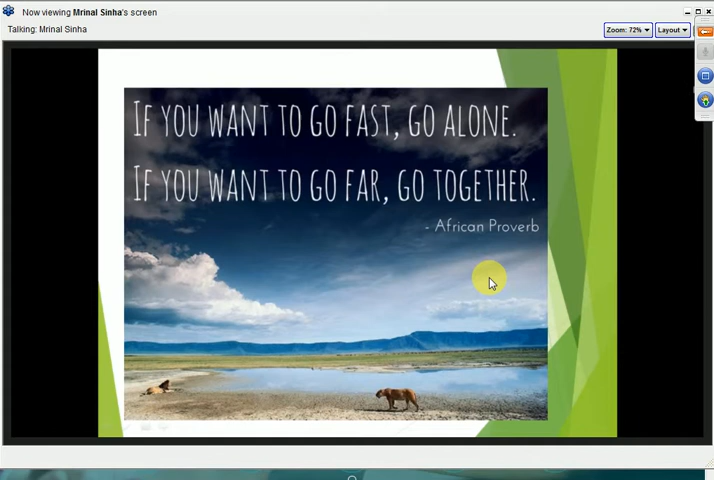 Now viewing Mrinal Sinha's screen
Talking: Mrinal Sinha
Zoom: 72%
Layout
IF YOU WANT TO GO FAST, GO ALONE.
IF YOU WANT TO GO FAR, GO TOGETHER.
- African Proverb